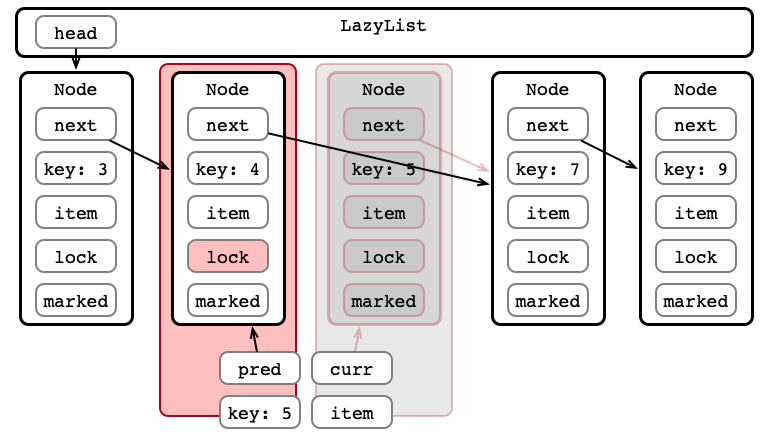 LazyList
head
Node
next
key: 3
item
lock
marked
Node
next
key: 4
item
lock
marked
Node
next
key: 5
item
lock
marked
Node
next
key: 7
item
lock
marked
Node
next
key: 9
item
lock
marked
pred
key: 5
curr
item